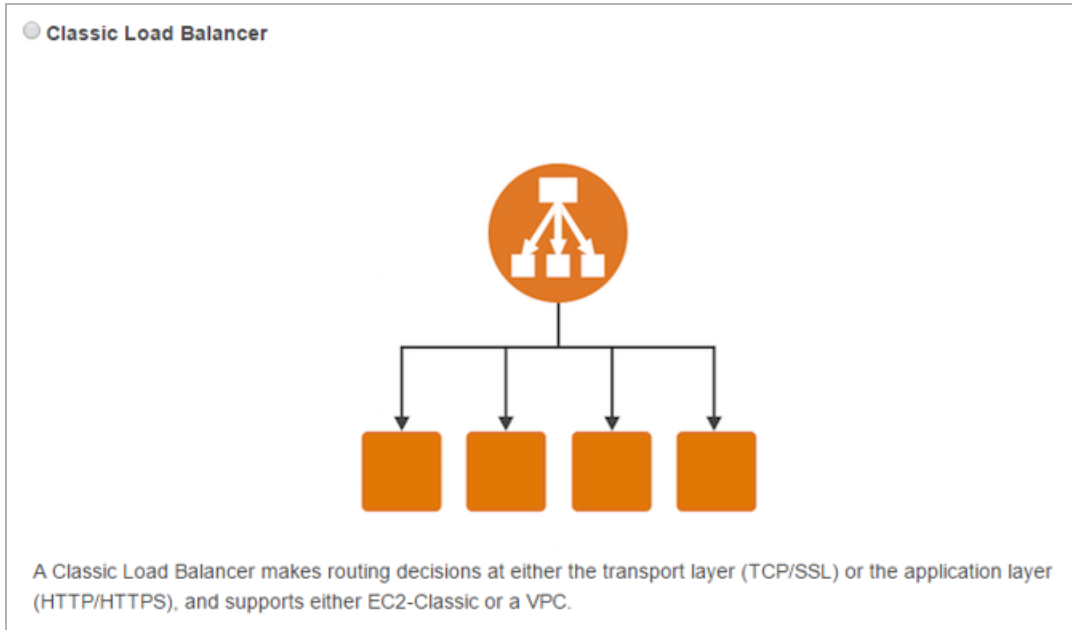 Classic Load Balancer
A Classic Load Balancer makes routing decisions at either the transport layer (TCP/SSL) or the application layer
(HTTP/HTTPS), and supports either EC2-Classic or a VPC.